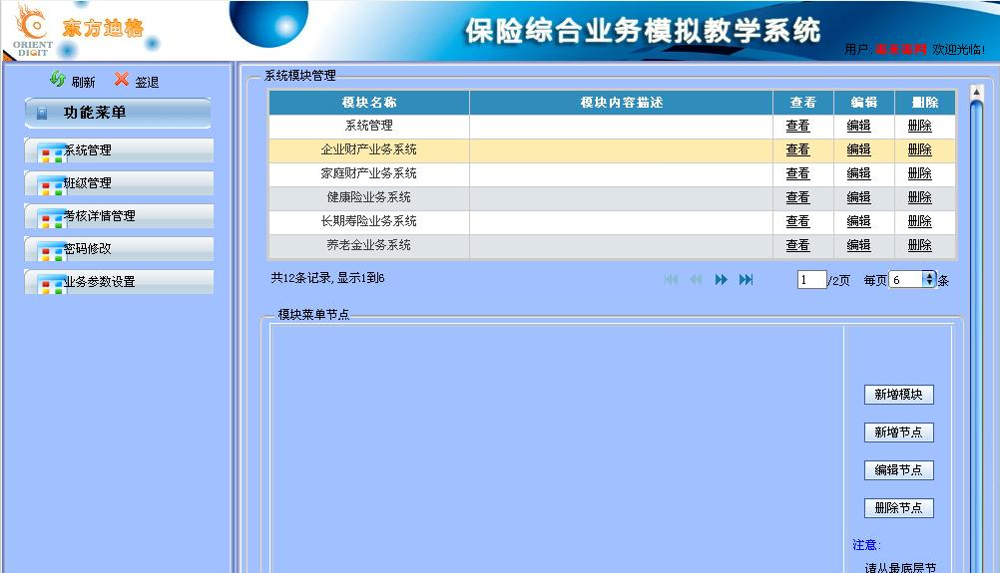 东方迪格
ORIENT
DIGIT
保险综合业务模拟教学系统
用户: 欢迎光临!
刷新 签退
功能菜单
系统管理
班级管理
考核详情管理
密码修改
业务参数设置
系统模块管理
模块名称 模块内容描述 查看 编辑 删除
系统管理 查看 编辑 删除
企业财产业务系统 查看 编辑 删除
家庭财产业务系统 查看 编辑 删除
健康险业务系统 查看 编辑 删除
长期寿险业务系统 查看 编辑 删除
养老金业务系统 查看 编辑 删除
共12条记录, 显示1到6 1 /2页 每页 6 条
模块菜单节点
新增模块
新增节点
编辑节点
删除节点
注意:
请从最底层节